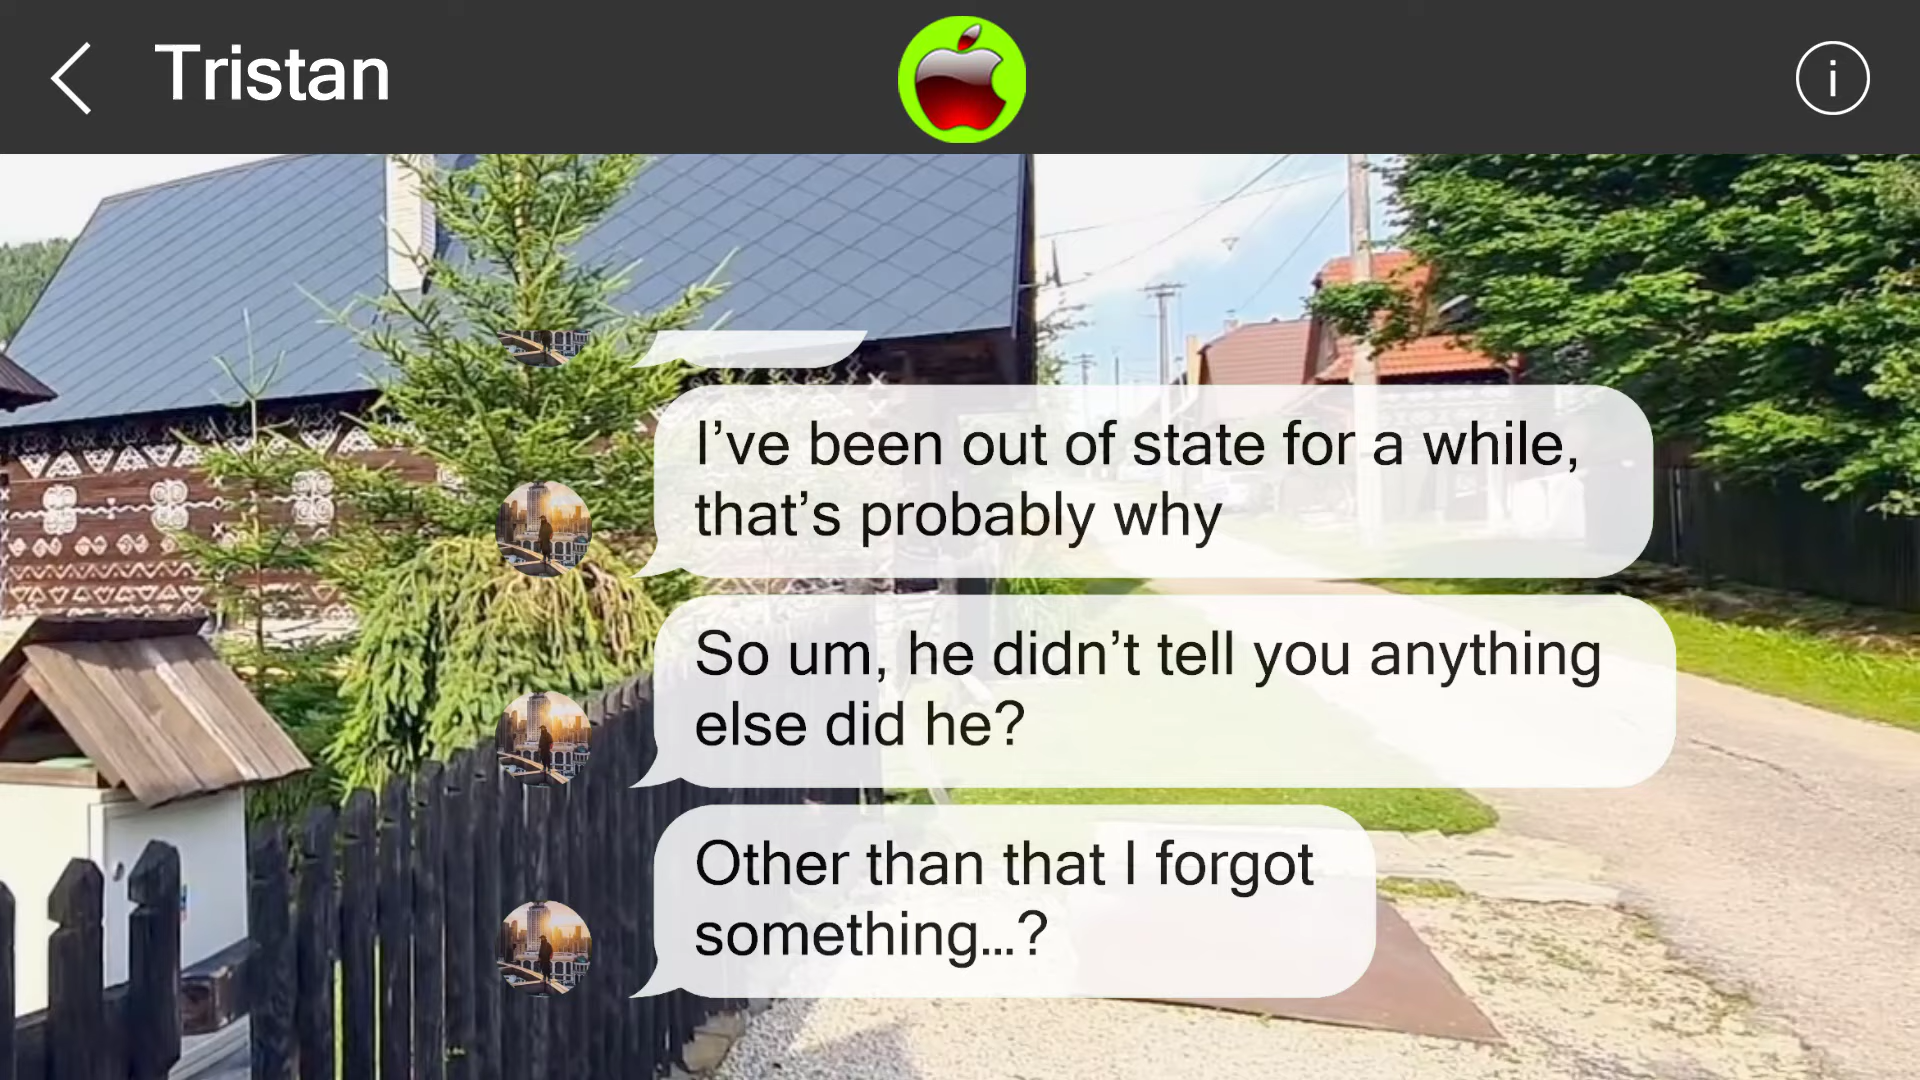 Tristan
i
I’ve been out of state for a while,
that’s probably why
So um, he didn’t tell you anything
else did he?
Other than that I forgot
something...?